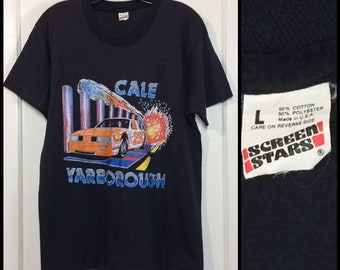 CALE
YARBOROUGH
L
50% COTTON
50% POLYESTER
Made in U.S.A
CARE ON REVERSE SIDE
SCREEN
STARS
®